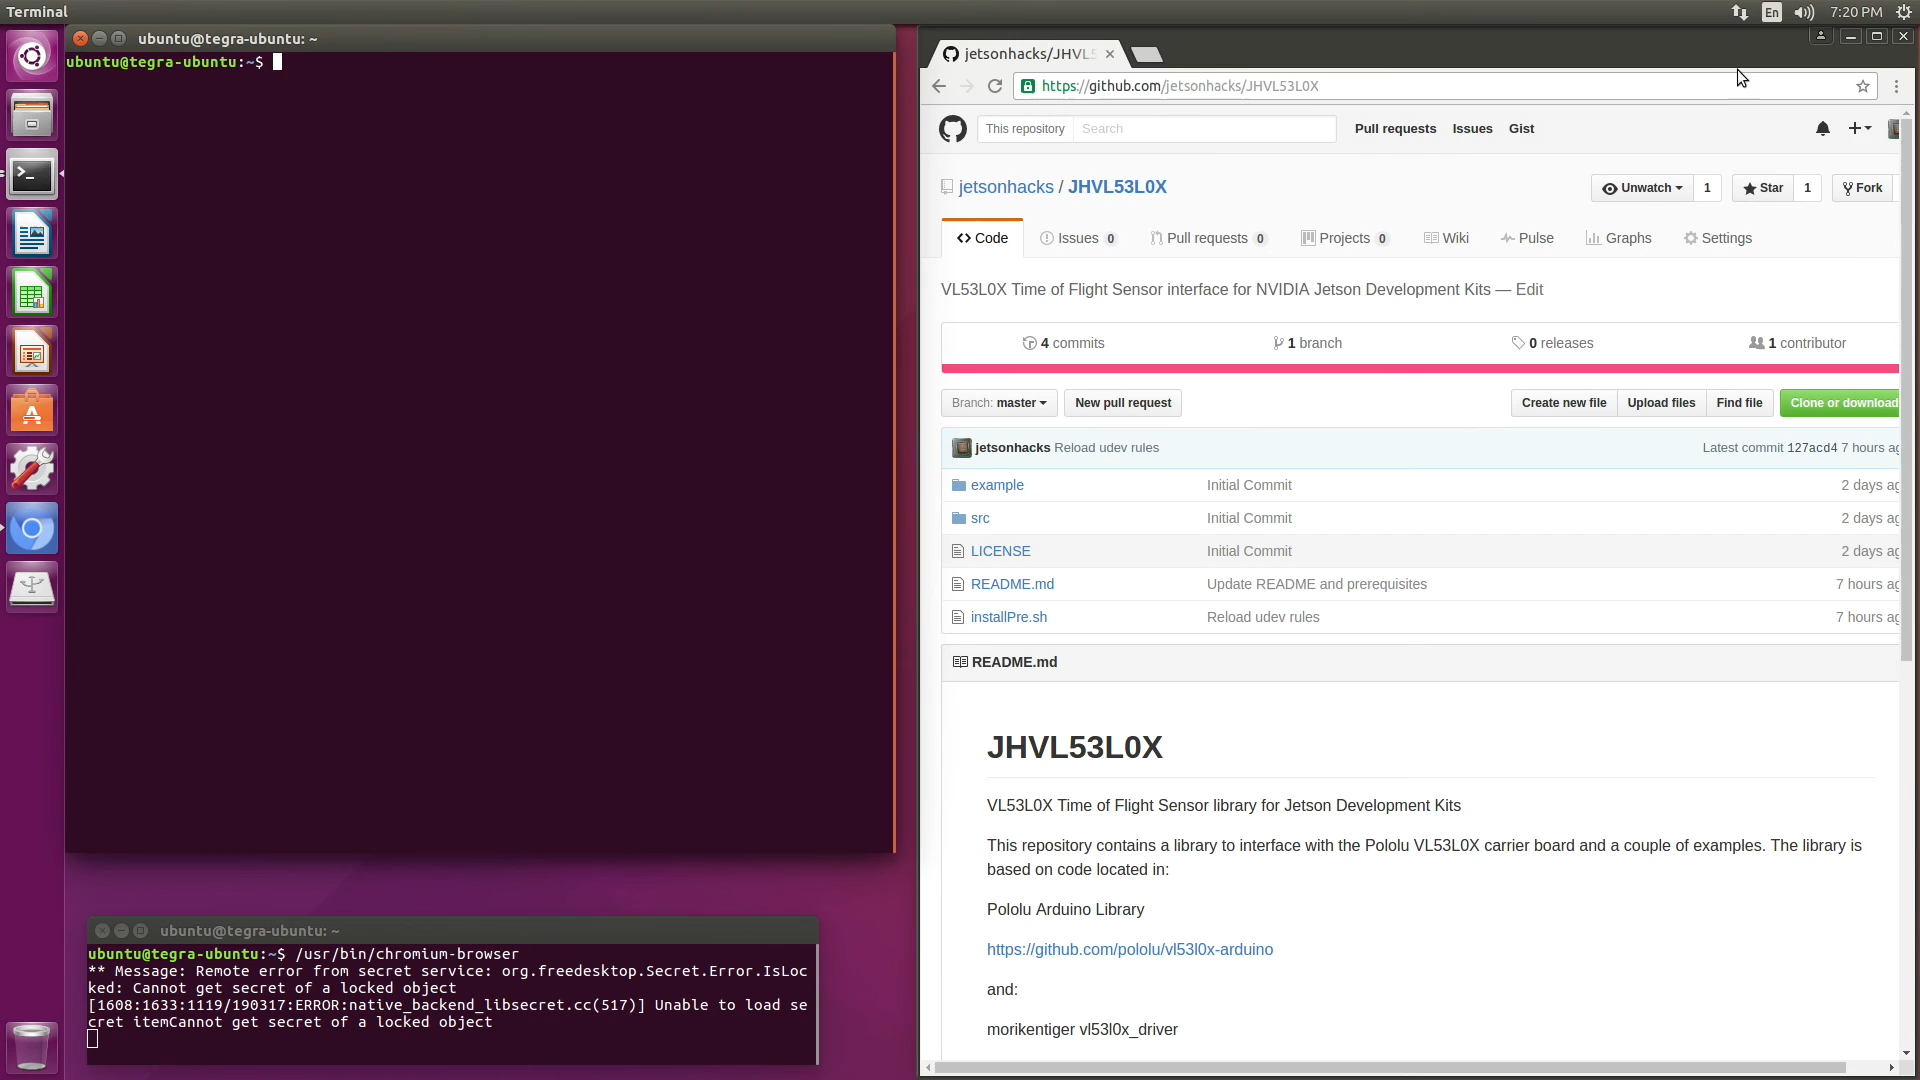 Terminal
En
7:20 PM
ubuntu@tegra-ubuntu: ~
ubuntu@tegra-ubuntu:~$
jetsonhacks/JHVL5
https://github.com/jetsonhacks/JHVL53L0X
This repository Search Pull requests Issues Gist
jetsonhacks / JHVL53L0X
Unwatch 1 Star 1 Fork
Code Issues 0 Pull requests 0 Projects 0 Wiki Pulse Graphs Settings
VL53L0X Time of Flight Sensor interface for NVIDIA Jetson Development Kits — Edit
4 commits 1 branch 0 releases 1 contributor
Branch: master New pull request Create new file Upload files Find file Clone or download
jetsonhacks Reload udev rules Latest commit 127acd4 7 hours ag
example Initial Commit 2 days ag
src Initial Commit 2 days ag
LICENSE Initial Commit 2 days ag
README.md Update README and prerequisites 7 hours ag
installPre.sh Reload udev rules 7 hours ag
README.md
JHVL53L0X
VL53L0X Time of Flight Sensor library for Jetson Development Kits
This repository contains a library to interface with the Pololu VL53L0X carrier board and a couple of examples. The library is
based on code located in:
Pololu Arduino Library
https://github.com/pololu/vl53l0x-arduino
and:
morikentiger vl53l0x_driver
ubuntu@tegra-ubuntu: ~
ubuntu@tegra-ubuntu:~$ /usr/bin/chromium-browser
** Message: Remote error from secret service: org.freedesktop.Secret.Error.IsLoc
ked: Cannot get secret of a locked object
[1608:1633:1119/190317:ERROR:native_backend_libsecret.cc(517)] Unable to load se
cret itemCannot get secret of a locked object